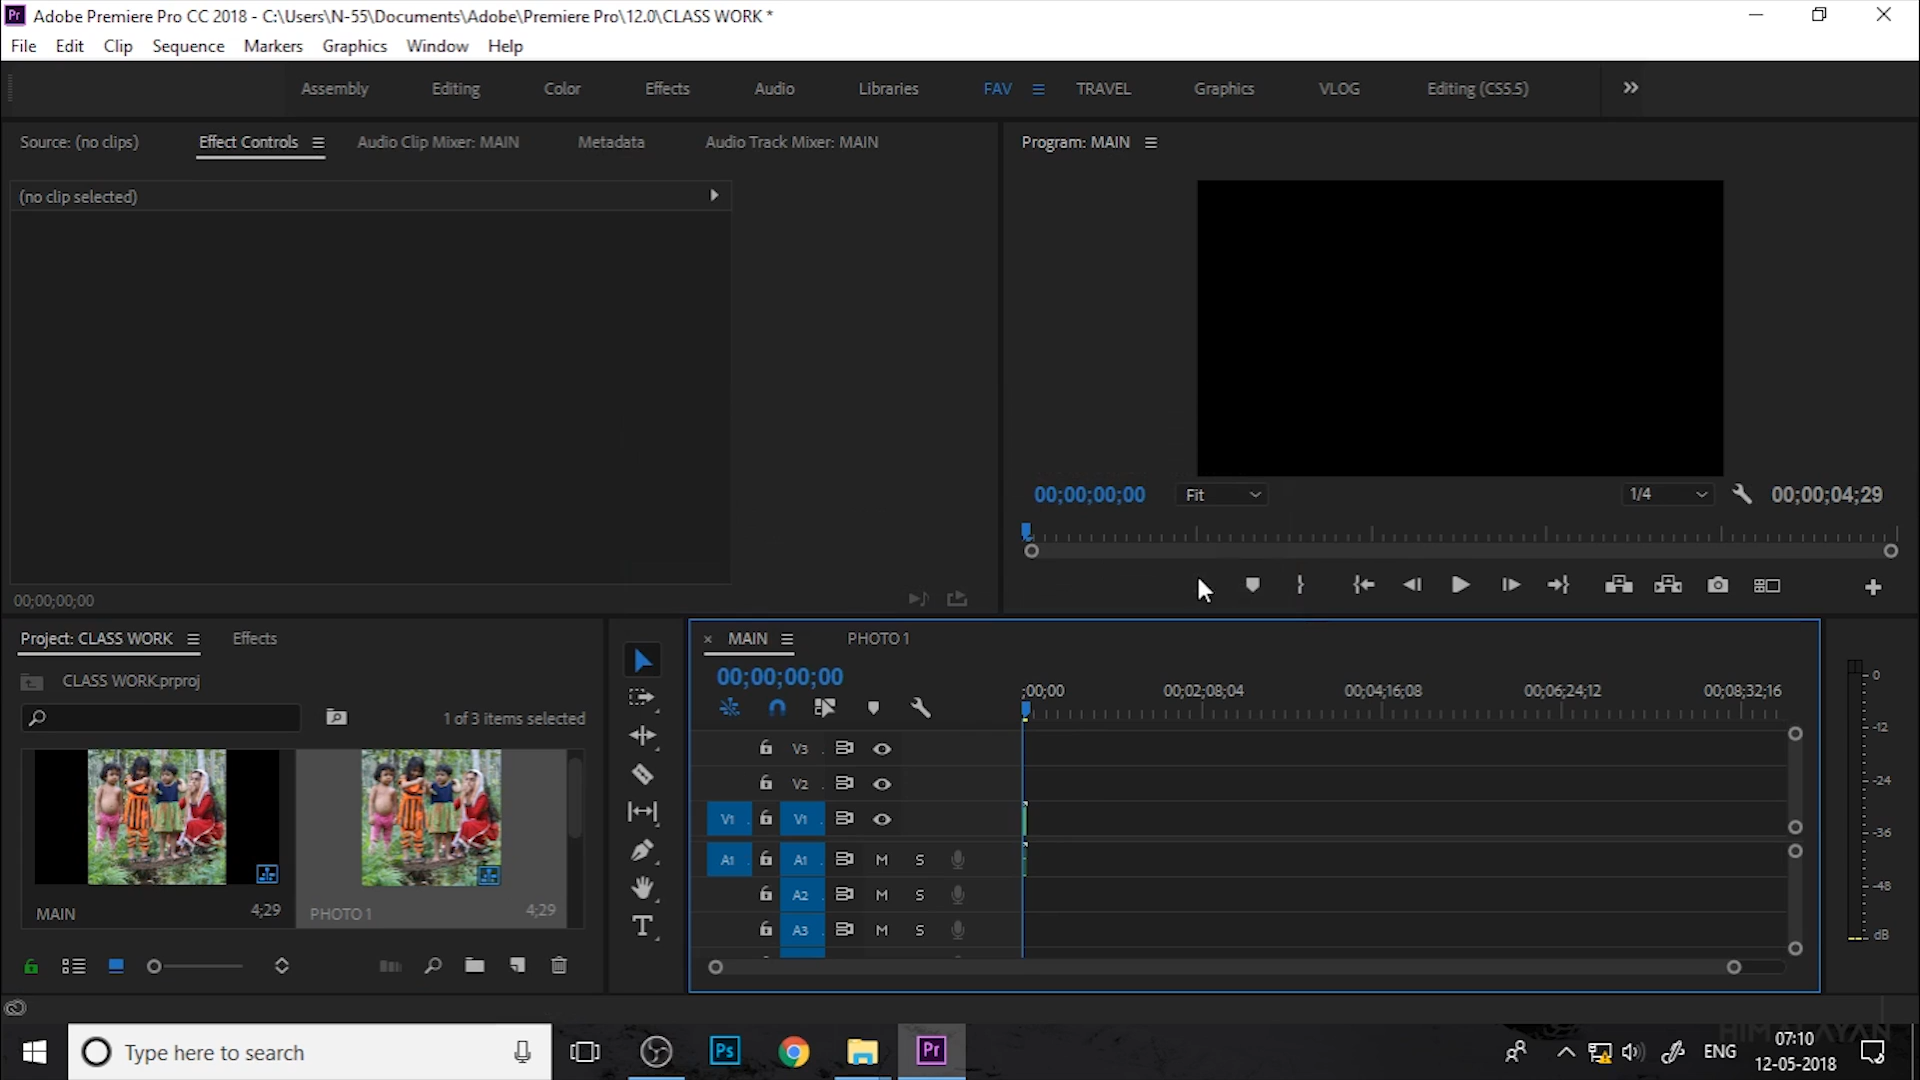 Adobe Premiere Pro CC 2018 - C:\Users\N-55\Documents\Adobe\Premiere Pro\12.0\CLASS WORK *
File Edit Clip Sequence Markers Graphics Window Help
Assembly Editing Color Effects Audio Libraries FAV TRAVEL Graphics VLOG Editing (CS5.5)
Source: (no clips) Effect Controls Audio Clip Mixer: MAIN Metadata Audio Track Mixer: MAIN
(no clip selected)
00;00;00;00
Program: MAIN
00;00;00;00 Fit 1/4 00;00;04;29
Project: CLASS WORK Effects
CLASS WORK.prproj
1 of 3 items selected
MAIN 4;29 PHOTO 1 4;29
MAIN PHOTO 1
00;00;00;00
;00;00 00;02;08;04 00;04;16;08 00;06;24;12 00;08;32;16
V3
V2
V1 V1
A1 A1 M S
A2 M S
A3 M S
0
-12
-24
-36
-48
dB
HIMALAYAN
Type here to search
Ps
Pr
ENG
07:10
12-05-2018